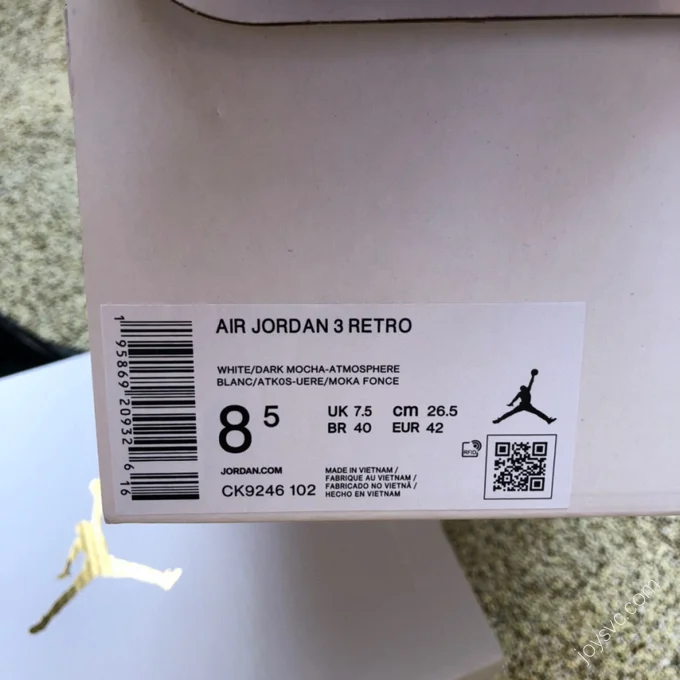 AIR JORDAN 3 RETRO
WHITE/DARK MOCHA-ATMOSPHERE
BLANC/ATK0S-UERE/MOKA FONCE
8 5
UK 7.5 cm 26.5
BR 40 EUR 42
JORDAN.COM
CK9246 102
MADE IN VIETNAM /
FABRIQUE AU VIETNAM /
FABRICADO NO VIETNÃ /
HECHO EN VIETNAM
RFID
1 95869 20932 6 16
joysvc.com